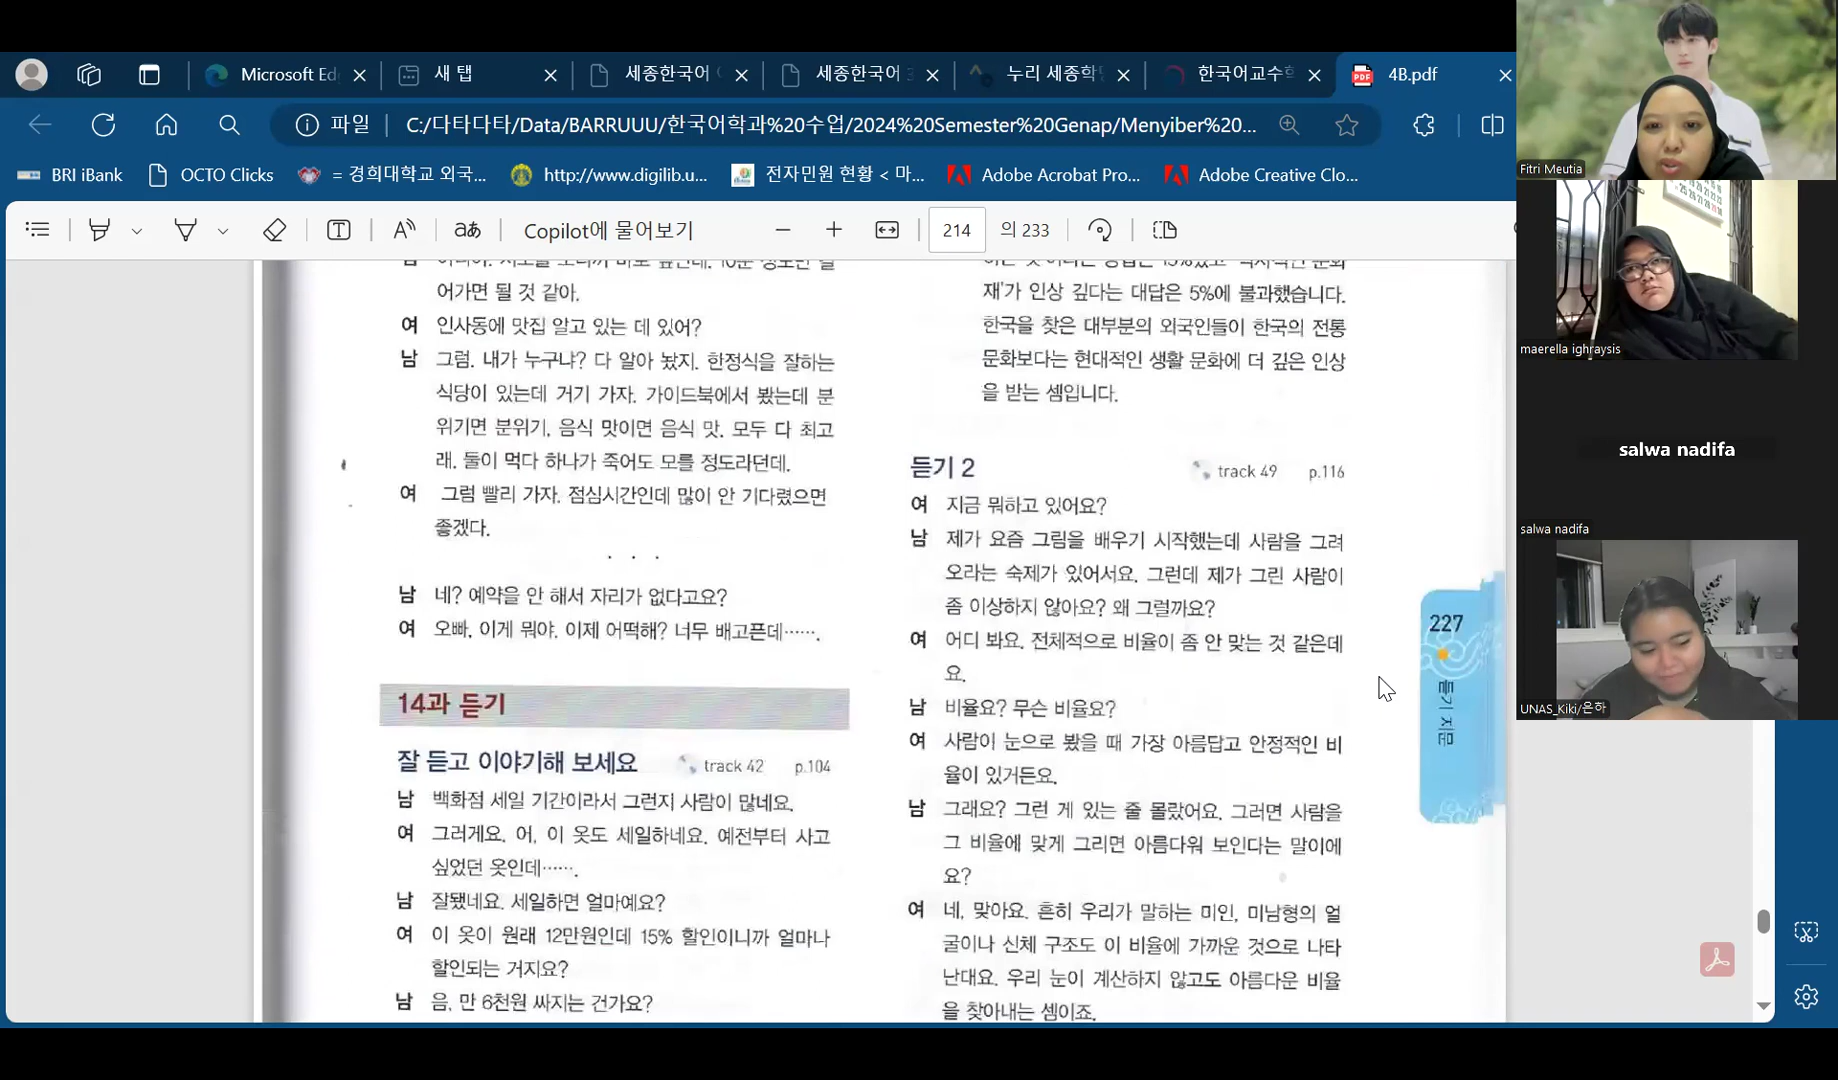 Microsoft Ed
새 탭
세종한국어
세종한국어
누리 세종학
한국어교수학
4B.pdf
파일
C:/다타다타/Data/BARRUUU/한국어학과%20수업/2024%20Semester%20Genap/Menyiber%20...
BRI iBank
OCTO Clicks
= 경희대학교 외국...
http://www.digilib.u...
전자민원 현황 < 마...
Adobe Acrobat Pro...
Adobe Creative Clo...
Copilot에 물어보기
214 의 233
어가면 될 것 같아.
여 인사동에 맛집 알고 있는 데 있어?
남 그럼. 내가 누구냐? 다 알아 놨지. 한정식을 잘하는
식당이 있는데 거기 가자. 가이드북에서 봤는데 분
위기면 분위기, 음식 맛이면 음식 맛. 모두 다 최고
래. 둘이 먹다 하나가 죽어도 모를 정도라던데.
여 그럼 빨리 가자. 점심시간인데 많이 안 기다렸으면
좋겠다.
· · ·
남 네? 예약을 안 해서 자리가 없다고요?
여 오빠, 이게 뭐야. 이제 어떡해? 너무 배고픈데······.
14과 듣기
잘 듣고 이야기해 보세요 track 42 p.104
남 백화점 세일 기간이라서 그런지 사람이 많네요.
여 그러게요. 어, 이 옷도 세일하네요. 예전부터 사고
싶었던 옷인데······.
남 잘됐네요. 세일하면 얼마예요?
여 이 옷이 원래 12만원인데 15% 할인이니까 얼마나
할인되는 거지요?
남 음, 만 6천원 싸지는 건가요?
재'가 인상 깊다는 대답은 5%에 불과했습니다.
한국을 찾은 대부분의 외국인들이 한국의 전통
문화보다는 현대적인 생활 문화에 더 깊은 인상
을 받는 셈입니다.
듣기 2 track 49 p.116
여 지금 뭐하고 있어요?
남 제가 요즘 그림을 배우기 시작했는데 사람을 그려
오라는 숙제가 있어서요. 그런데 제가 그린 사람이
좀 이상하지 않아요? 왜 그럴까요?
여 어디 봐요. 전체적으로 비율이 좀 안 맞는 것 같은데
요.
남 비율요? 무슨 비율요?
여 사람이 눈으로 봤을 때 가장 아름답고 안정적인 비
율이 있거든요.
남 그래요? 그런 게 있는 줄 몰랐어요. 그러면 사람을
그 비율에 맞게 그리면 아름다워 보인다는 말이에
요?
여 네, 맞아요. 흔히 우리가 말하는 미인, 미남형의 얼
굴이나 신체 구조도 이 비율에 가까운 것으로 나타
난대요. 우리 눈이 계산하지 않고도 아름다운 비율
을 찾아내는 셈이죠.
227
듣기 지문
Fitri Meutia
maerella ighraysis
salwa nadifa
salwa nadifa
UNAS_Kiki/은하